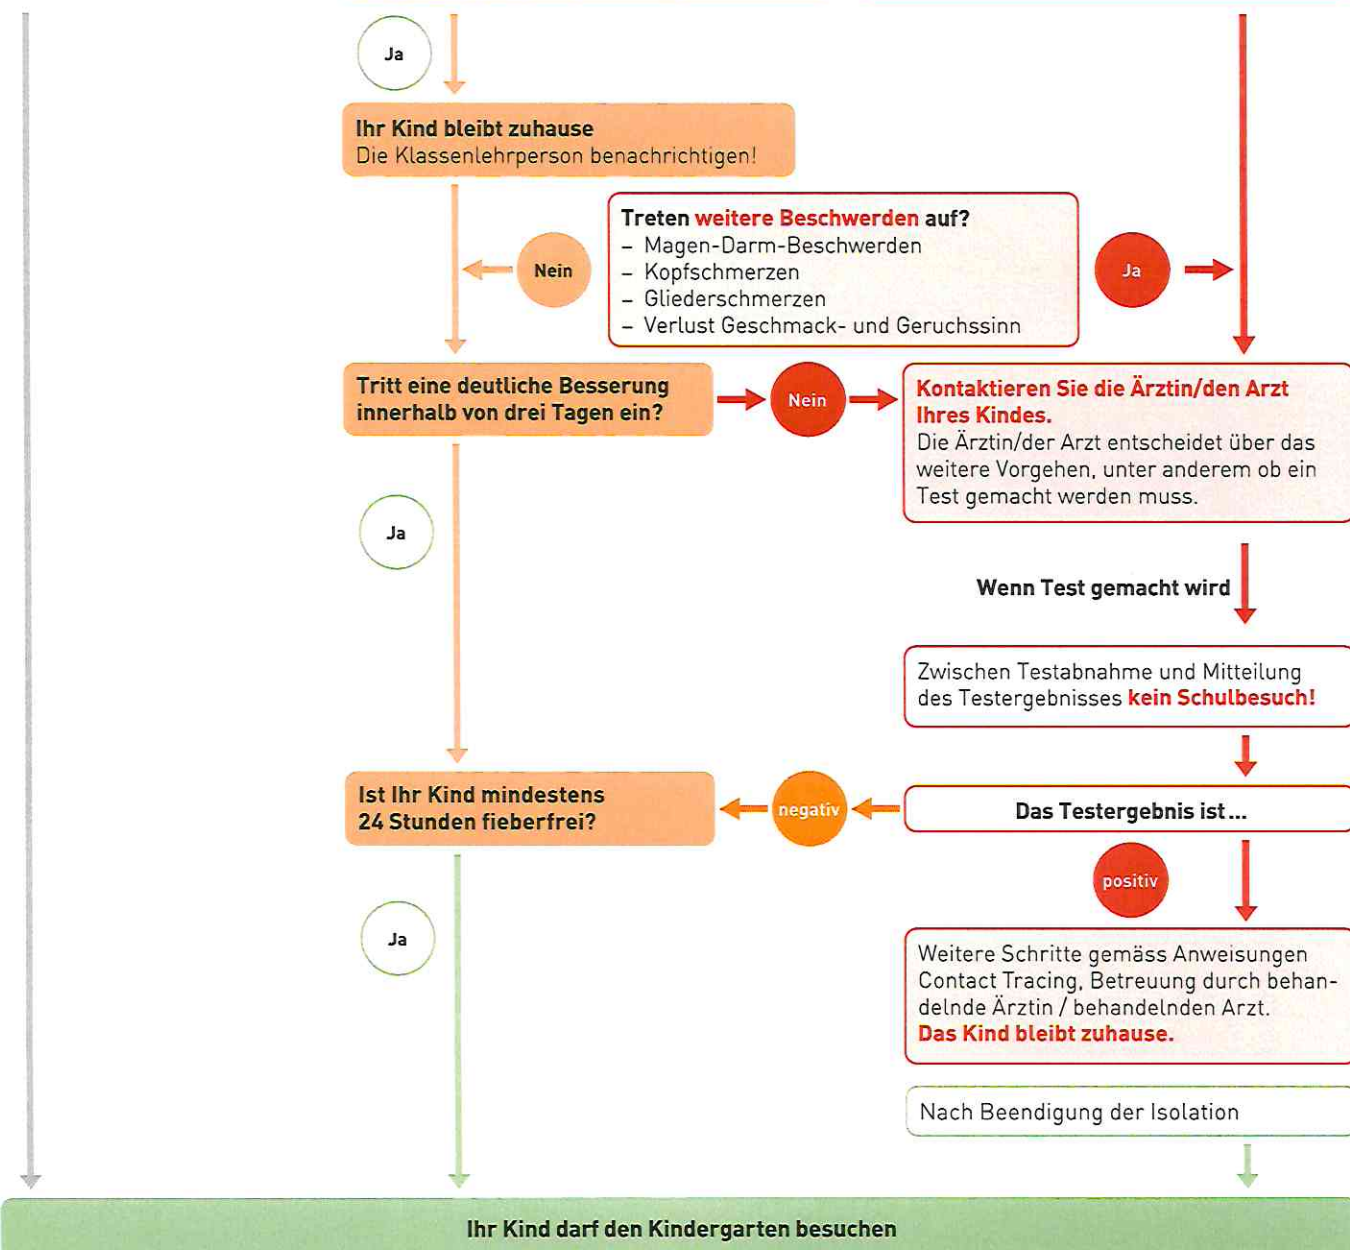 Ja
Ihr Kind bleibt zuhause
Die Klassenlehrperson benachrichtigen!
Treten weitere Beschwerden auf?
– Magen-Darm-Beschwerden
– Kopfschmerzen
– Gliederschmerzen
– Verlust Geschmack- und Geruchssinn
Nein
Ja
Tritt eine deutliche Besserung
innerhalb von drei Tagen ein?
Nein
Kontaktieren Sie die Ärztin/den Arzt
Ihres Kindes.
Die Ärztin/der Arzt entscheidet über das
weitere Vorgehen, unter anderem ob ein
Test gemacht werden muss.
Ja
Wenn Test gemacht wird
Zwischen Testabnahme und Mitteilung
des Testergebnisses kein Schulbesuch!
Das Testergebnis ist ...
negativ
Ist Ihr Kind mindestens
24 Stunden fieberfrei?
positiv
Weitere Schritte gemäss Anweisungen
Contact Tracing, Betreuung durch behan-
delnde Ärztin / behandelnden Arzt.
Das Kind bleibt zuhause.
Ja
Nach Beendigung der Isolation
Ihr Kind darf den Kindergarten besuchen